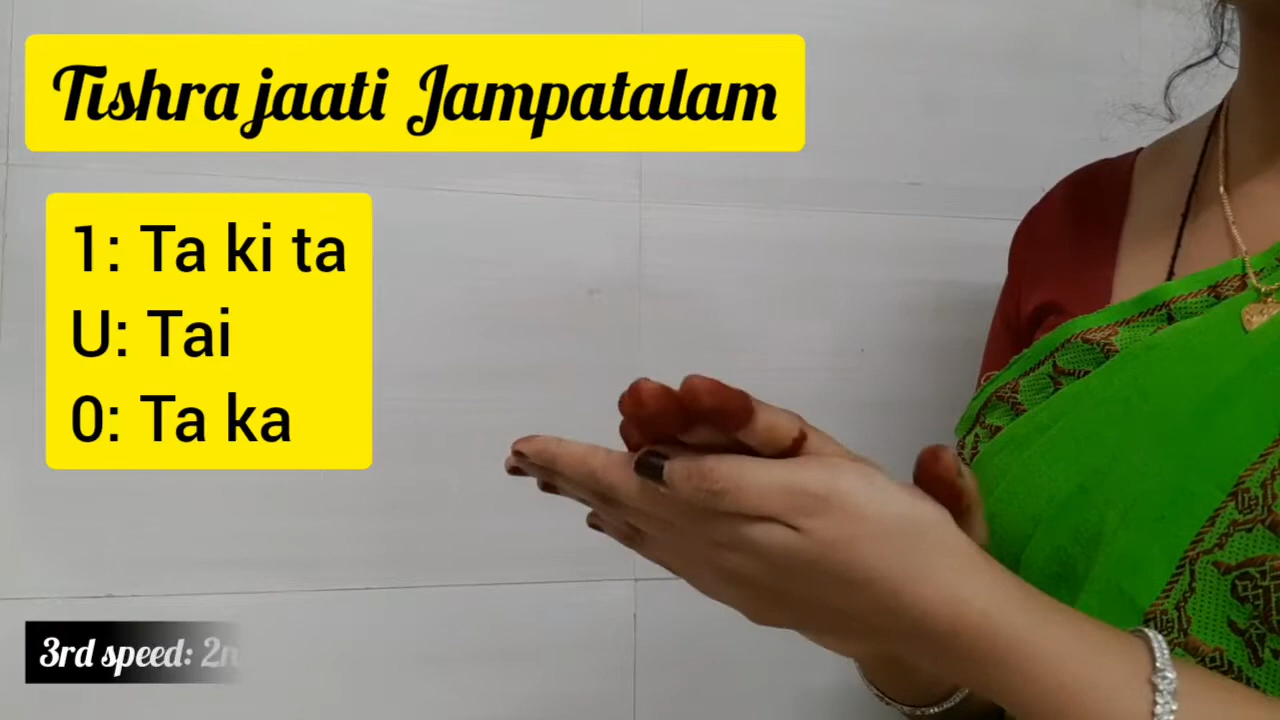 Tishra jaati Jampatalam
1: Ta ki ta
U: Tai
0: Ta ka
3rd speed: